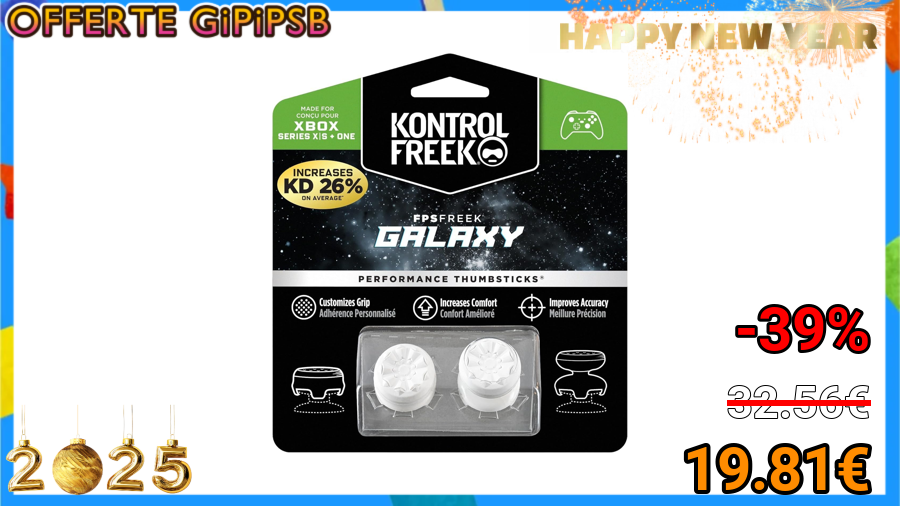 OFFERTE GiPiPSB
HAPPY NEW YEAR
MADE FOR
CONÇU POUR
XBOX
SERIES X|S + ONE
KONTROL
FREEK
INCREASES
KD 26%
ON AVERAGE*
FPSFREEK
GALAXY
PERFORMANCE THUMBSTICKS®
Customizes Grip
Adhérence Personnalisé
Increases Comfort
Confort Amélioré
Improves Accuracy
Meillure Précision
-39%
32.56€
19.81€
2025